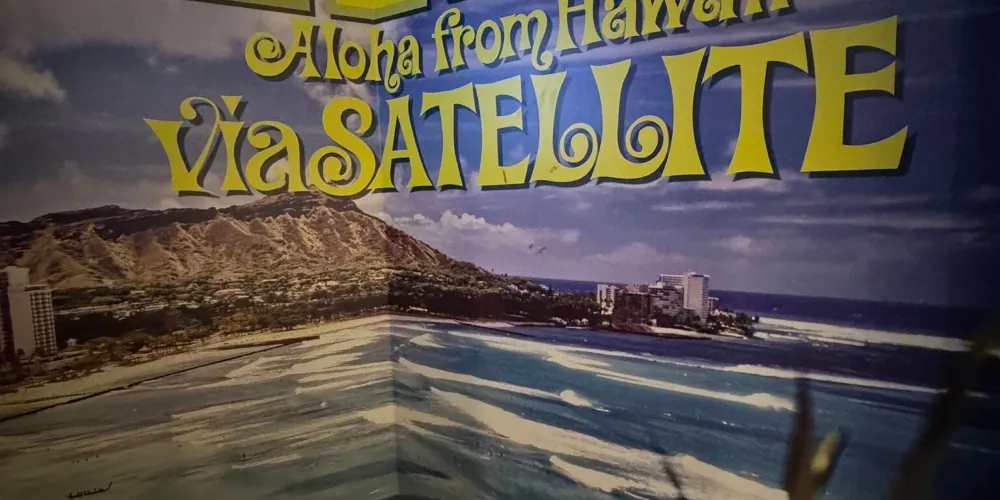 Aloha from Hawaii
via SATELLITE